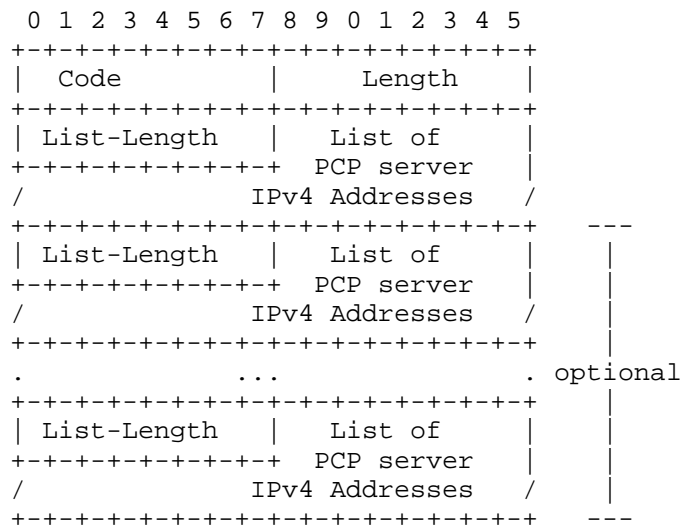 0 1 2 3 4 5 6 7 8 9 0 1 2 3 4 5
+-+-+-+-+-+-+-+-+-+-+-+-+-+-+-+-+
|   Code        |     Length    |
+-+-+-+-+-+-+-+-+-+-+-+-+-+-+-+-+
| List-Length   |   List of     |
+-+-+-+-+-+-+-+-+  PCP server   |
/              IPv4 Addresses   /
+-+-+-+-+-+-+-+-+-+-+-+-+-+-+-+-+   ---
| List-Length   |   List of     |    |
+-+-+-+-+-+-+-+-+  PCP server   |    |
/              IPv4 Addresses   /    |
+-+-+-+-+-+-+-+-+-+-+-+-+-+-+-+-+    |
.             ...               . optional
+-+-+-+-+-+-+-+-+-+-+-+-+-+-+-+-+    |
| List-Length   |   List of     |    |
+-+-+-+-+-+-+-+-+  PCP server   |    |
/              IPv4 Addresses   /    |
+-+-+-+-+-+-+-+-+-+-+-+-+-+-+-+-+   ---